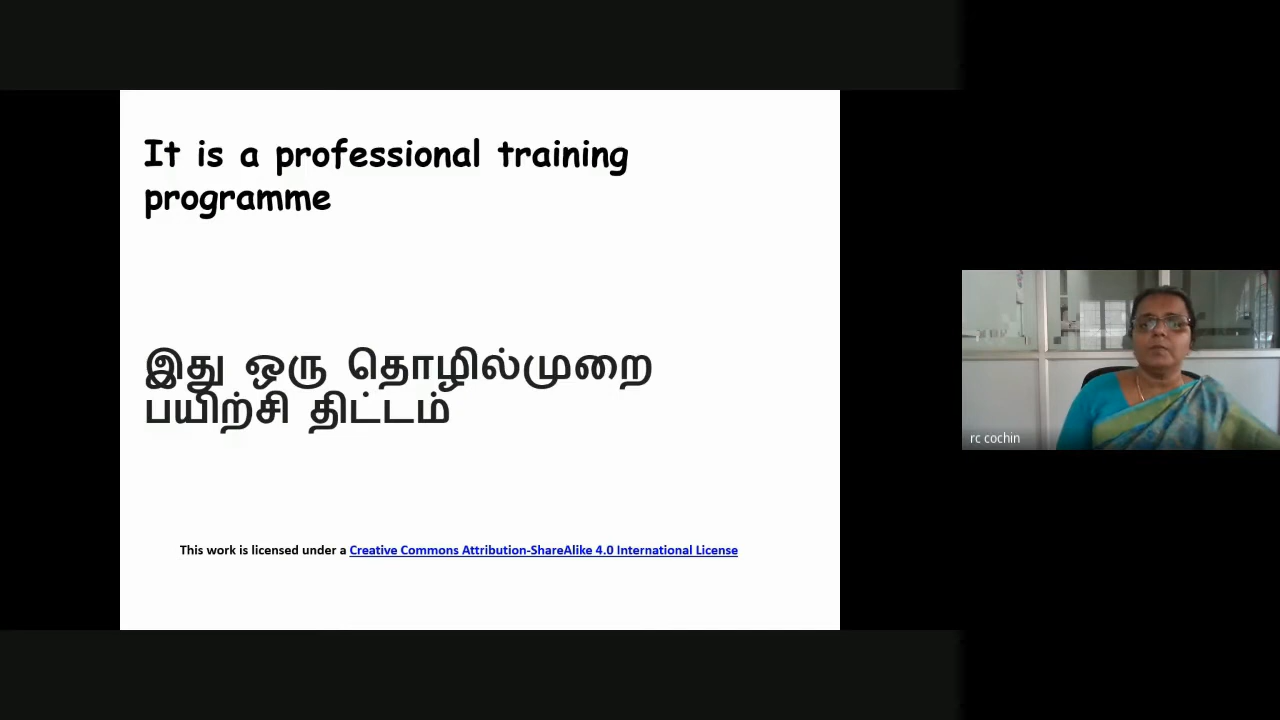 It is a professional training
programme
இது ஒரு தொழில்முறை
பயிற்சி திட்டம்
This work is licensed under a Creative Commons Attribution-ShareAlike 4.0 International License
rc cochin